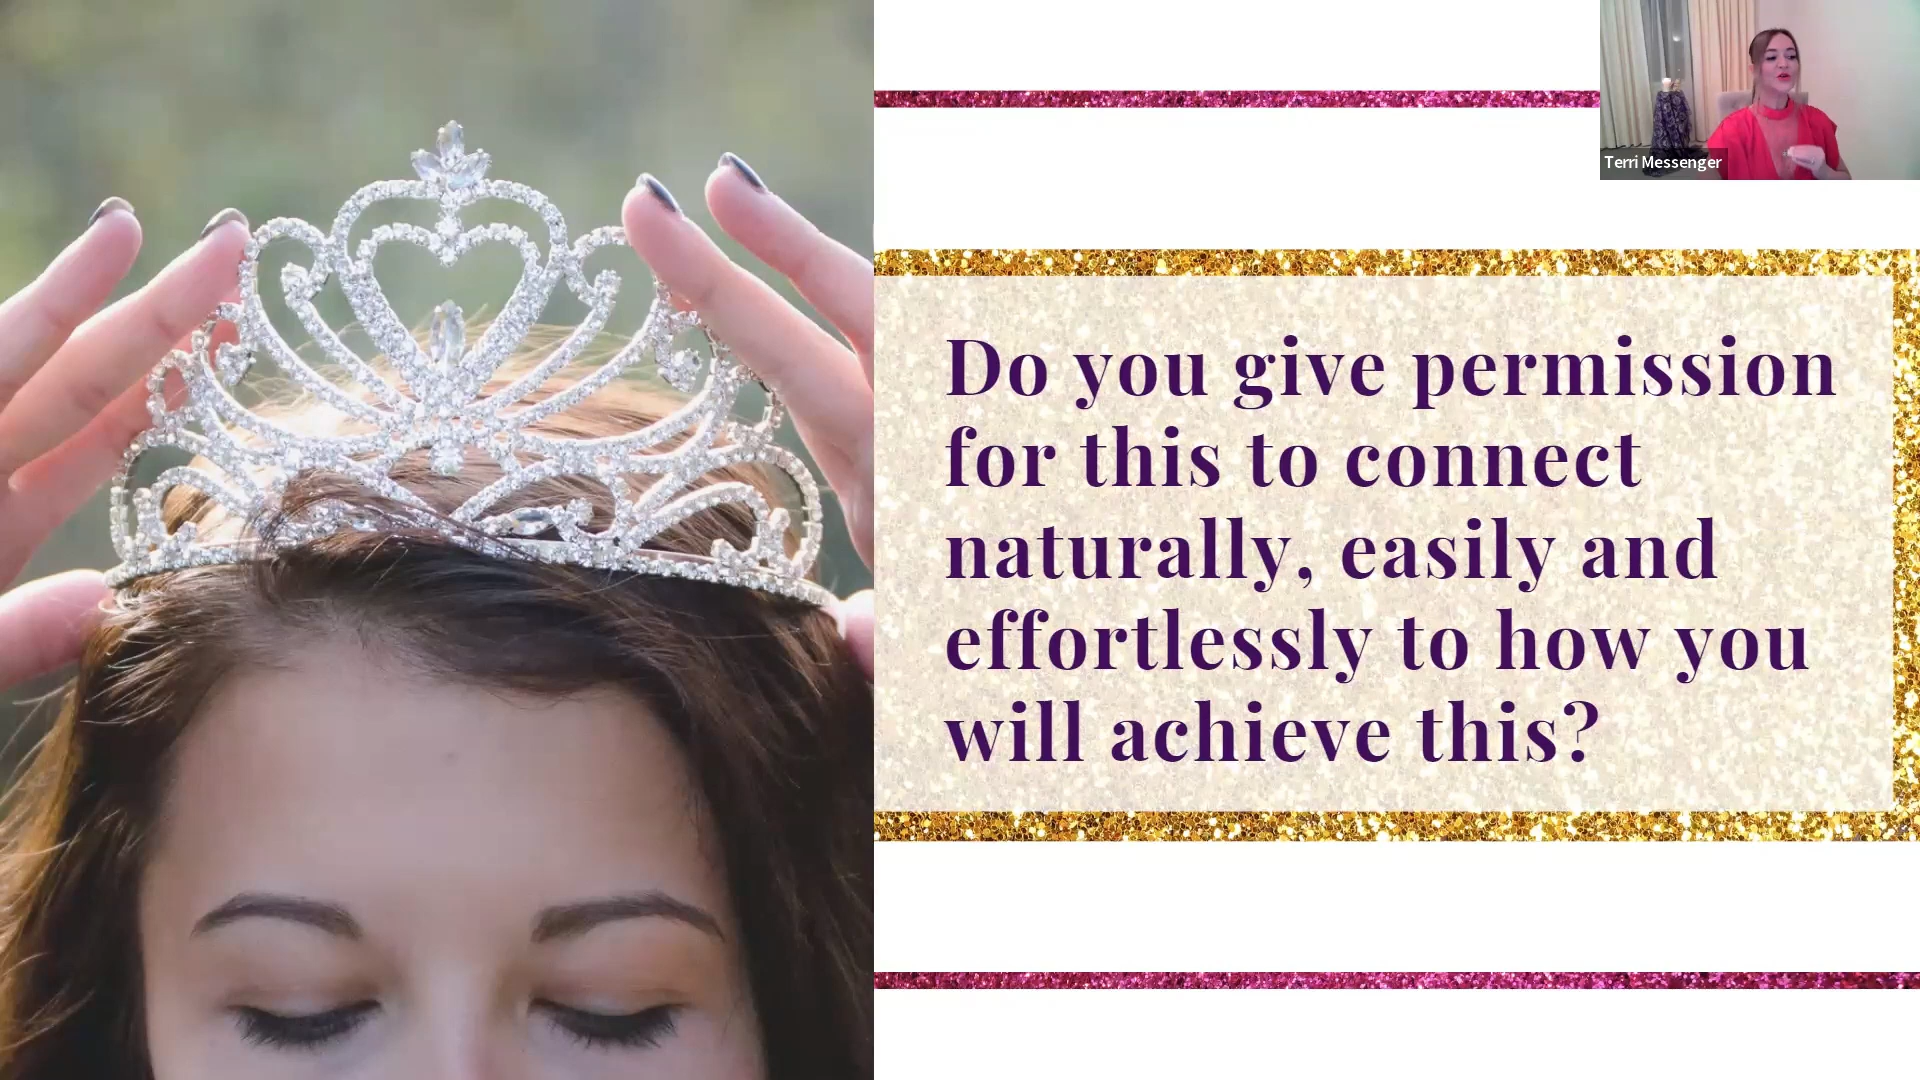 Terri Messenger
Do you give permission
for this to connect
naturally, easily and
effortlessly to how you
will achieve this?